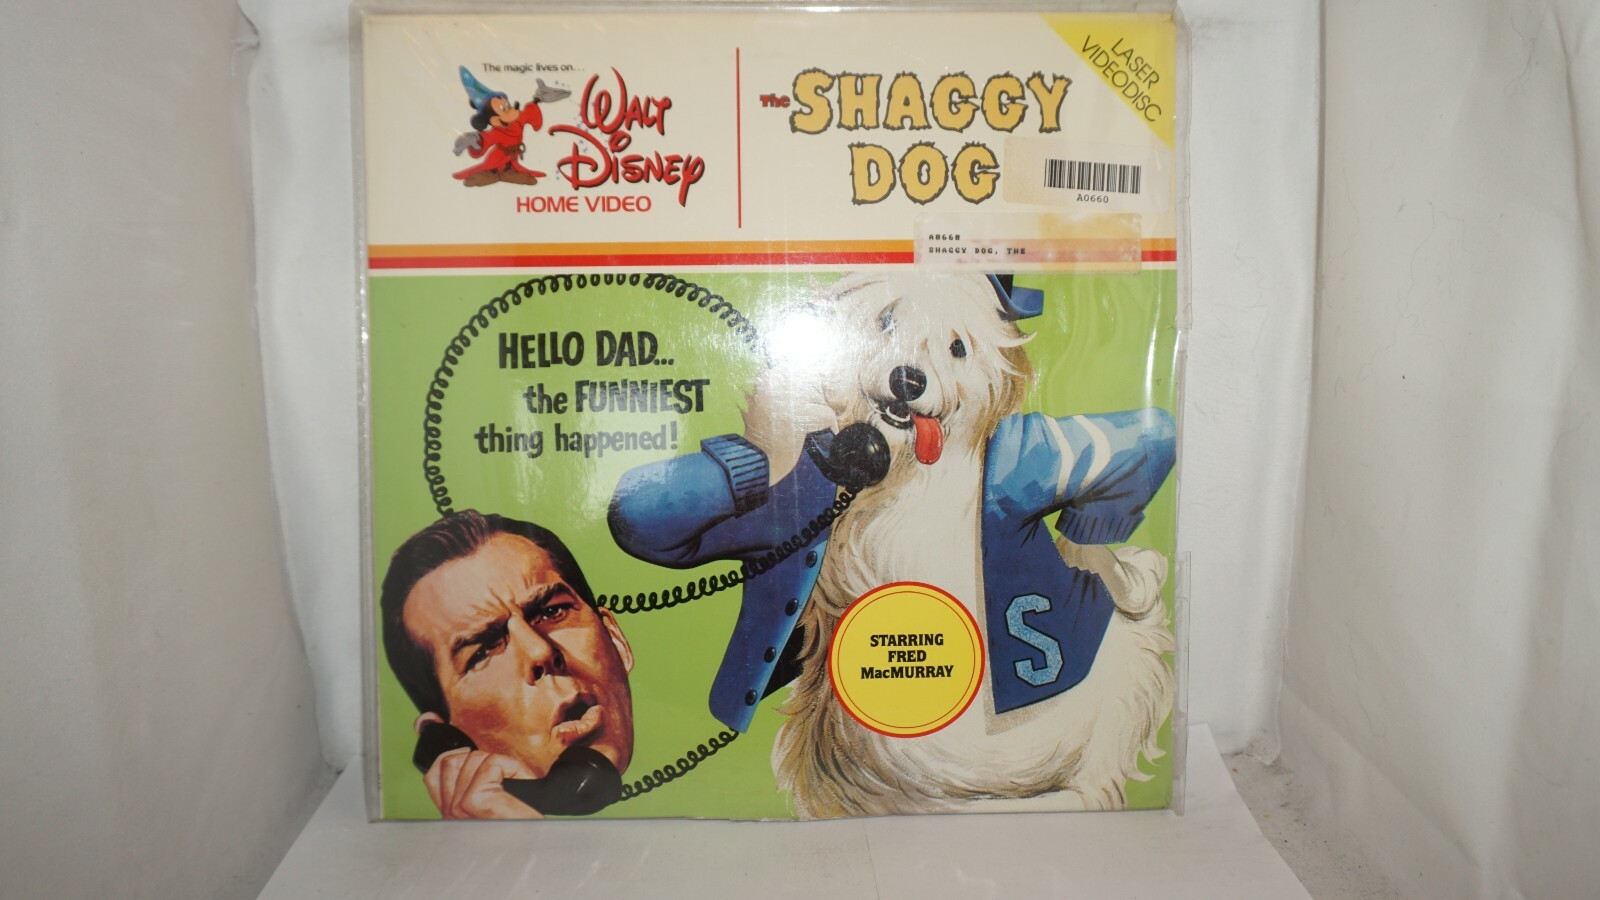 The magic lives on...
WALT
DISNEY
HOME VIDEO
The SHAGGY
DOG
LASER
VIDEODISC
A0660
A0660
SHAGGY DOG, THE
HELLO DAD...
the FUNNIEST
thing happened!
S
STARRING
FRED
MacMURRAY